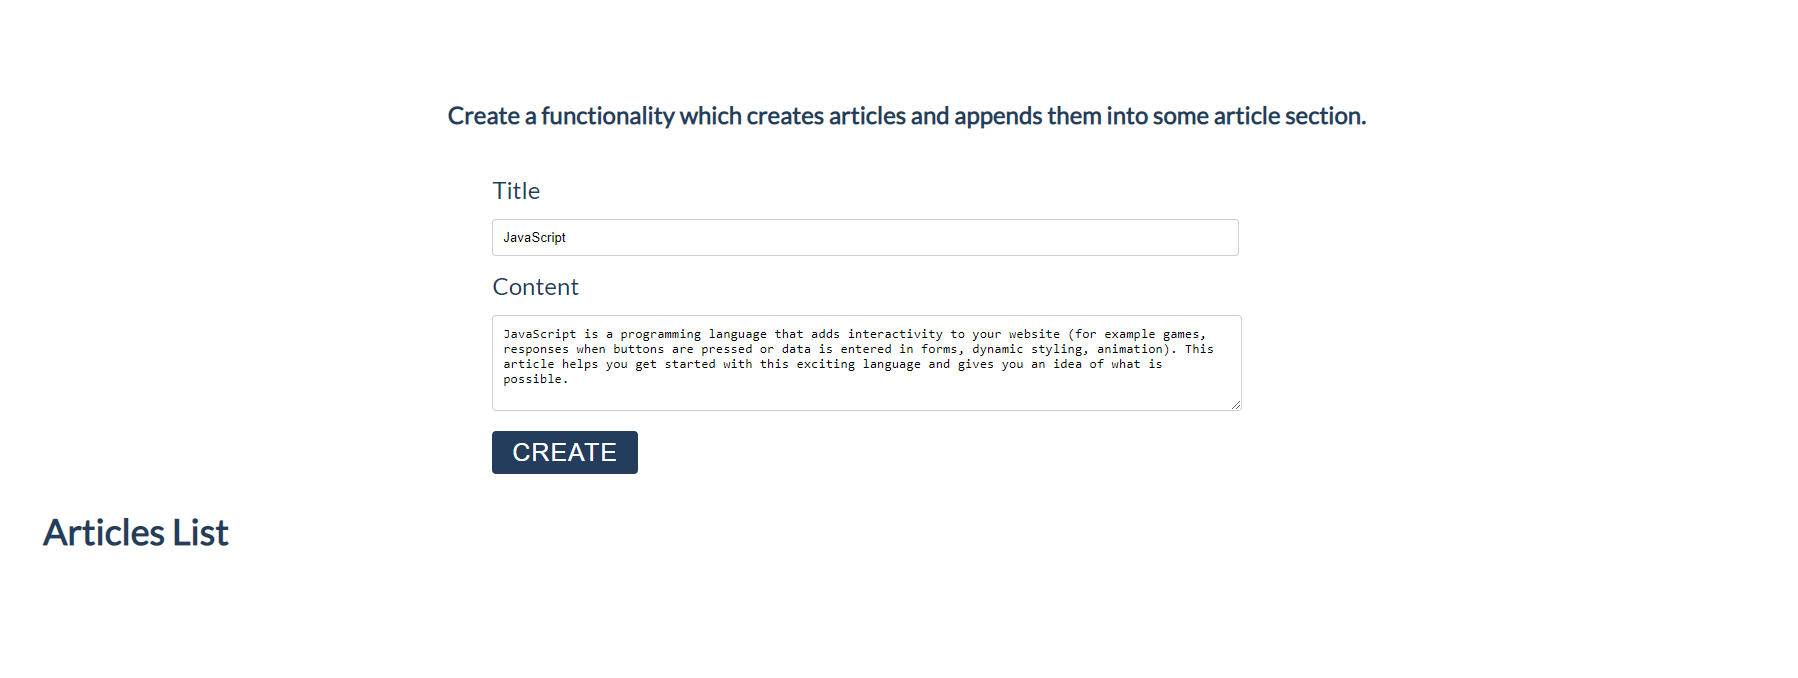 Create a functionality which creates articles and appends them into some article section.
Title
JavaScript
Content
JavaScript is a programming language that adds interactivity to your website (for example games,
responses when buttons are pressed or data is entered in forms, dynamic styling, animation). This
article helps you get started with this exciting language and gives you an idea of what is
possible.
CREATE
Articles List